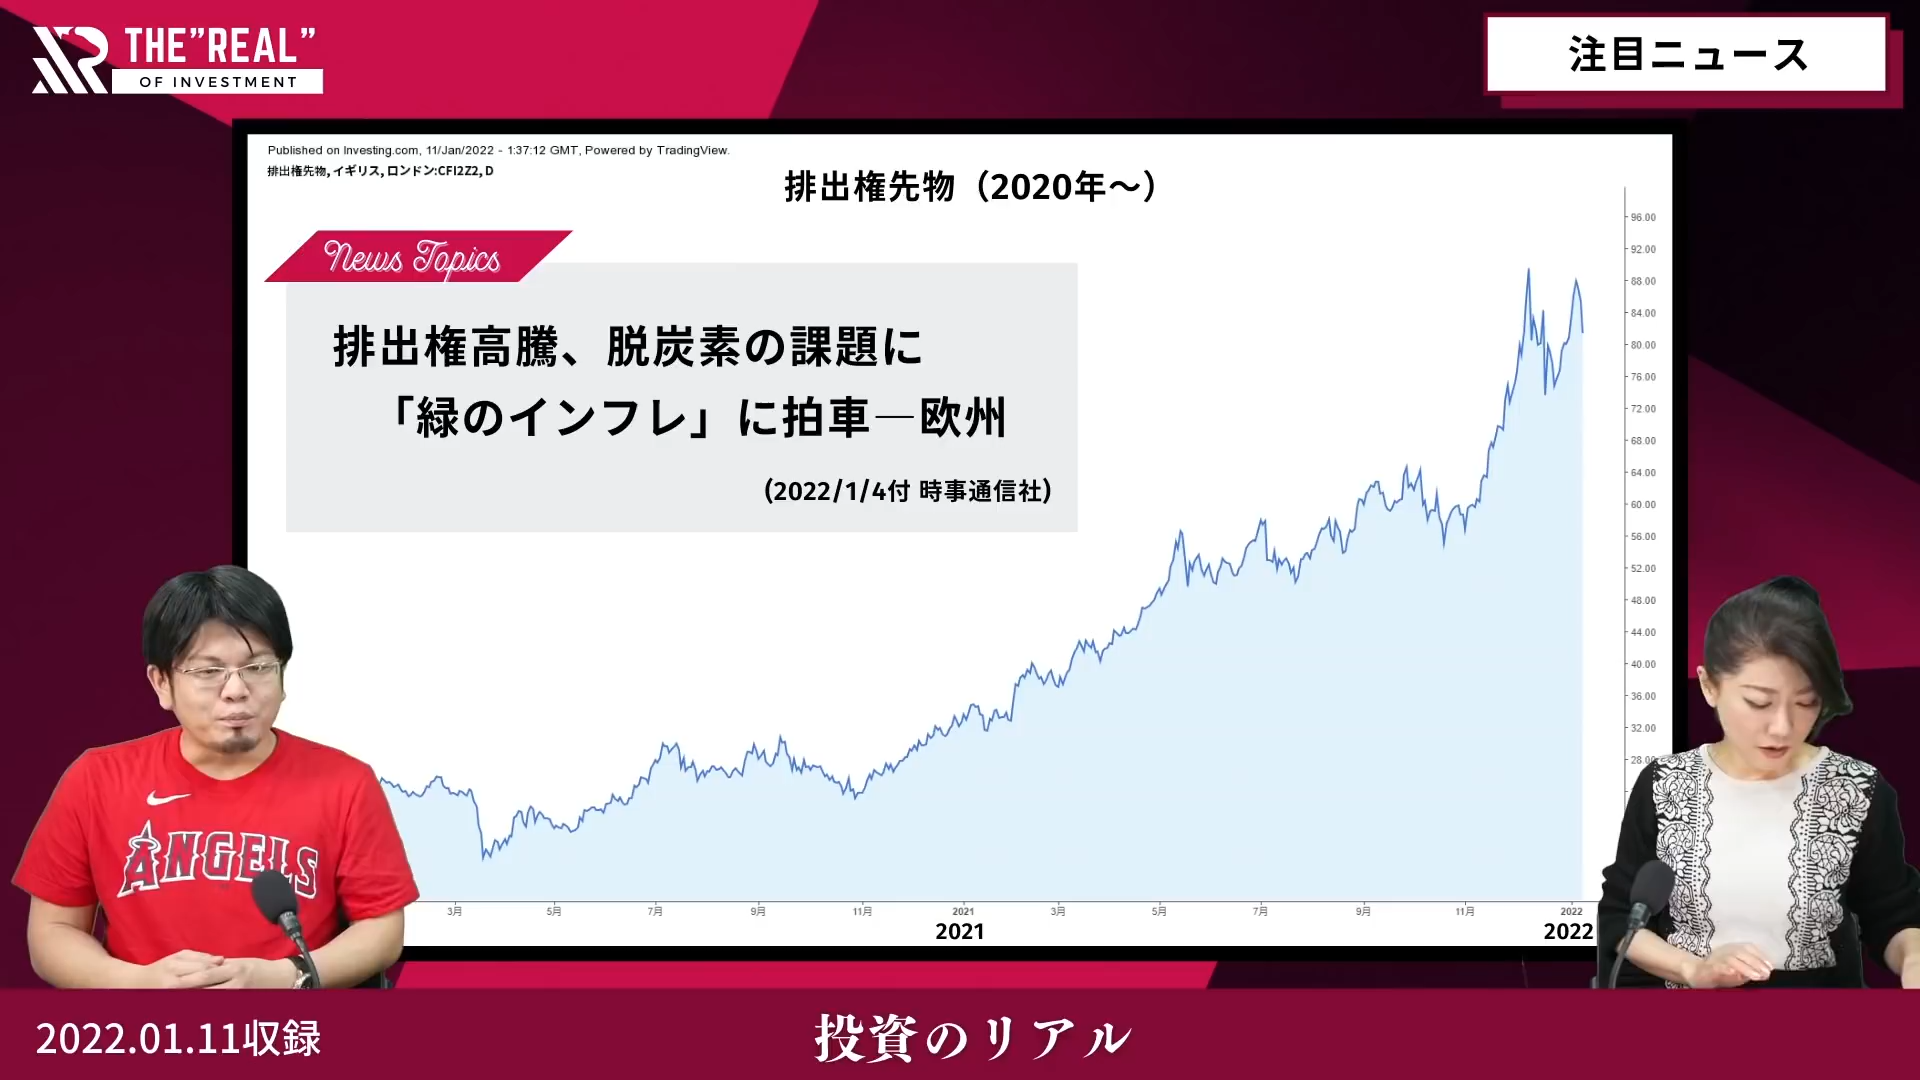 THE"REAL"
OF INVESTMENT
注目ニュース
Published on Investing.com, 11/Jan/2022 - 1:37:12 GMT, Powered by TradingView.
排出権先物, イギリス, ロンドン:CFI2Z2, D
排出権先物（2020年〜）
News Topics
排出権高騰、脱炭素の課題に
「緑のインフレ」に拍車―欧州
(2022/1/4付 時事通信社)
96.00
92.00
88.00
84.00
80.00
76.00
72.00
68.00
64.00
60.00
56.00
52.00
48.00
44.00
40.00
36.00
32.00
28.00
ANGELS
3月 5月 7月 9月 11月 2021 3月 5月 7月 9月 11月 2022
2021 2022
2022.01.11収録
投資のリアル